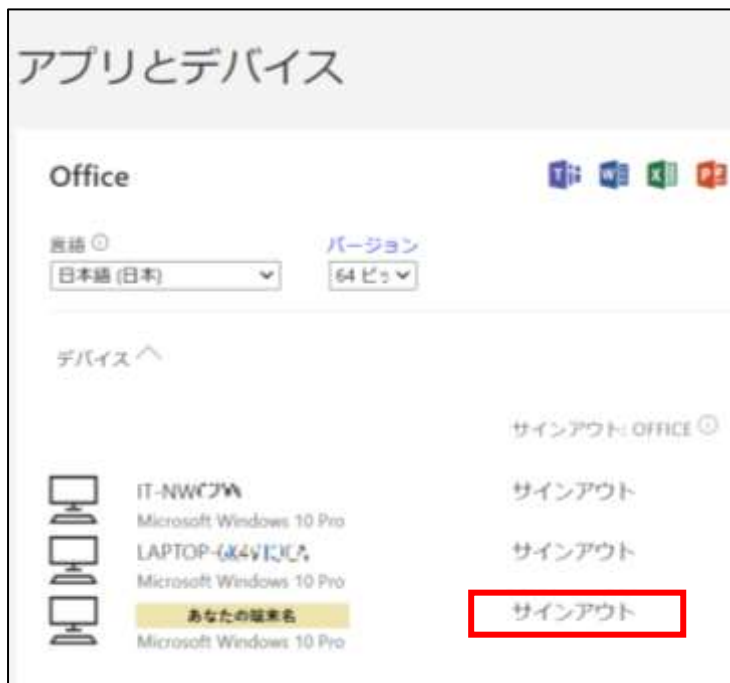 アプリとデバイス
Office
言語 バージョン
日本語 (日本) 64 ビッ
デバイス
サインアウト: OFFICE
サインアウト
Microsoft Windows 10 Pro
サインアウト
Microsoft Windows 10 Pro
あなたの端末名 サインアウト
Microsoft Windows 10 Pro